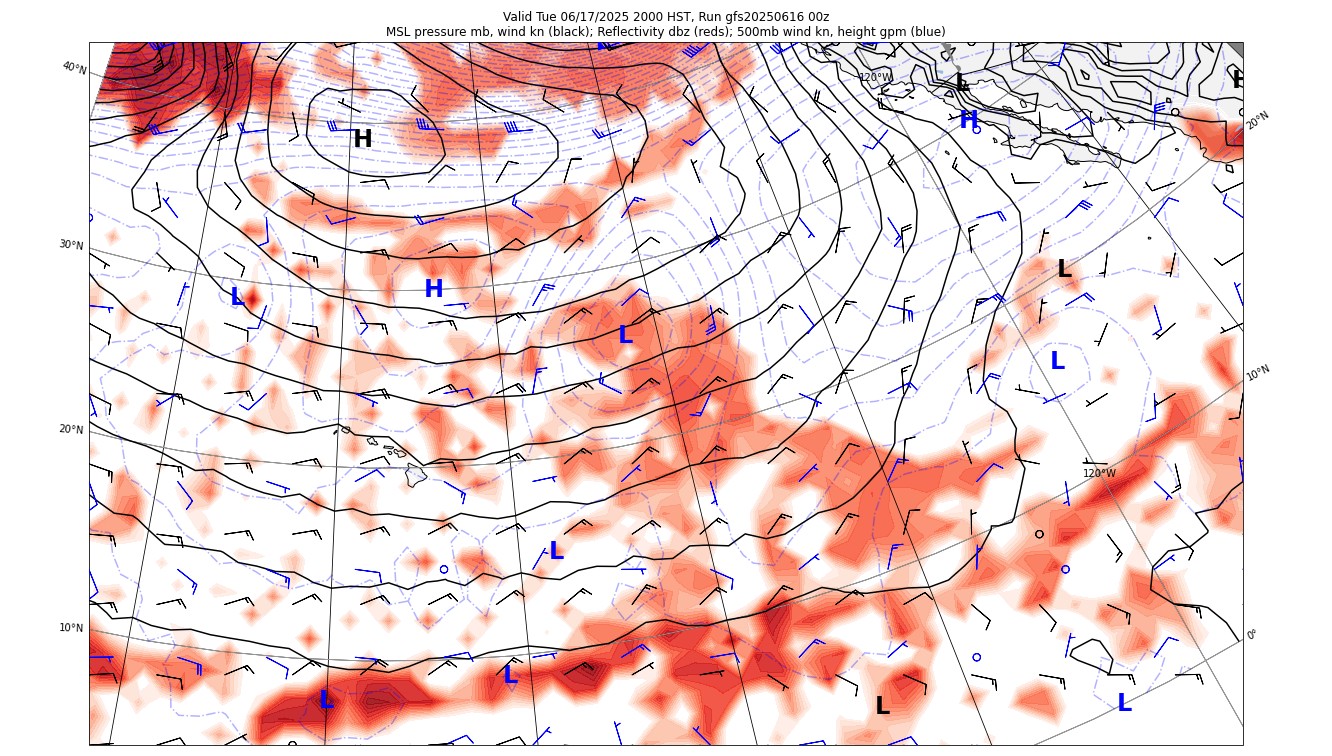 Valid Tue 06/17/2025 2000 HST, Run gfs20250616 00z
MSL pressure mb, wind kn (black); Reflectivity dbz (reds); 500mb wind kn, height gpm (blue)
40°N
120°W
L
H
H
20°N
H
30°N
L
H
L
L
L
10°N
20°N
120°W
L
10°N
0°
L
L
L
L